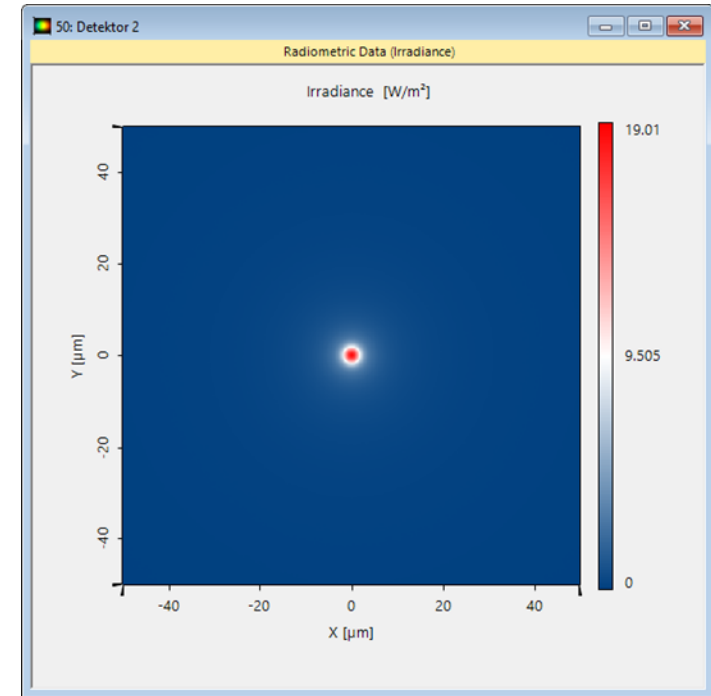 50: Detektor 2
Radiometric Data (Irradiance)
Irradiance [W/m²]
19.01
9.505
0
Y [µm]
40
20
0
-20
-40
-40 -20 0 20 40
X [µm]